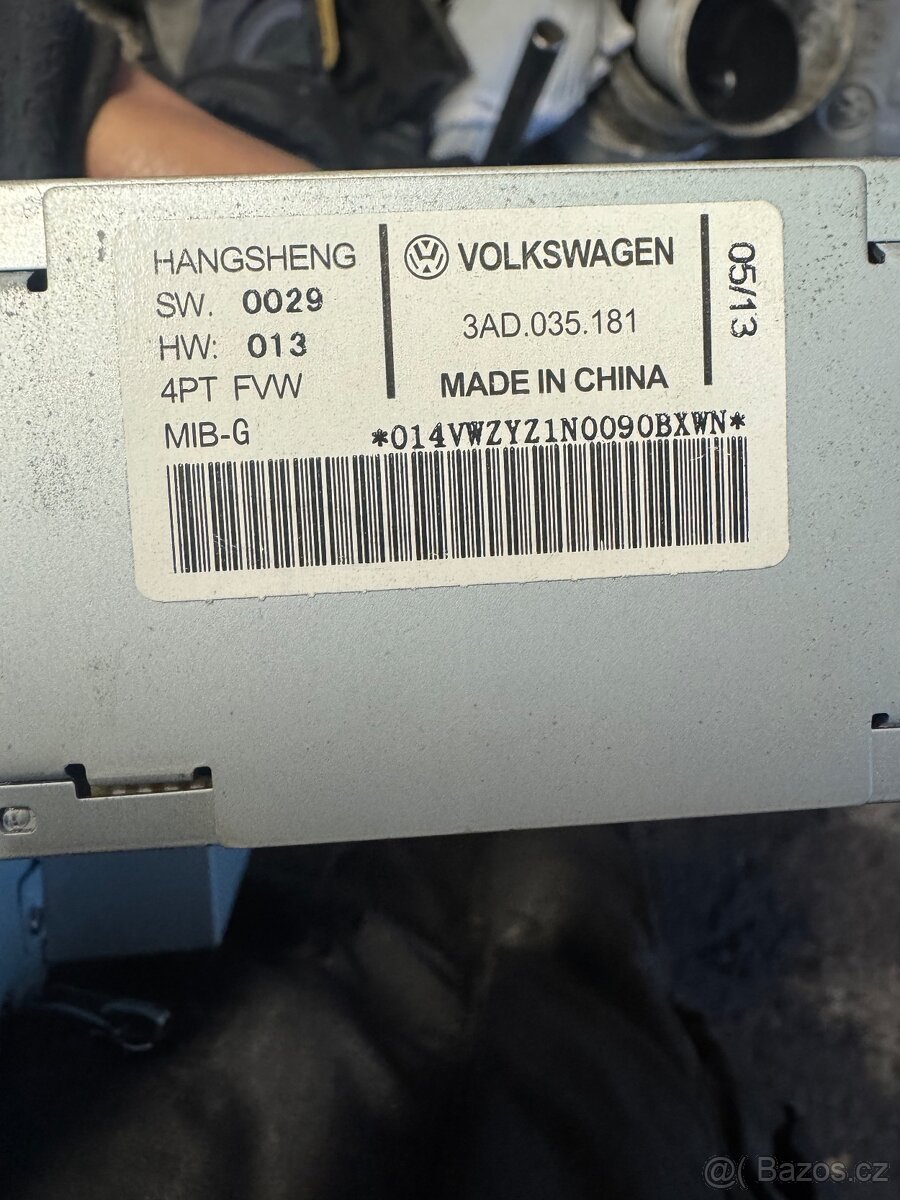 HANGSHENG
SW. 0029
HW: 013
4PT FVW
MIB-G
VOLKSWAGEN
3AD.035.181
MADE IN CHINA
05/13
*014VWZYZ1N0090BXWN*
@( Bazos.cz